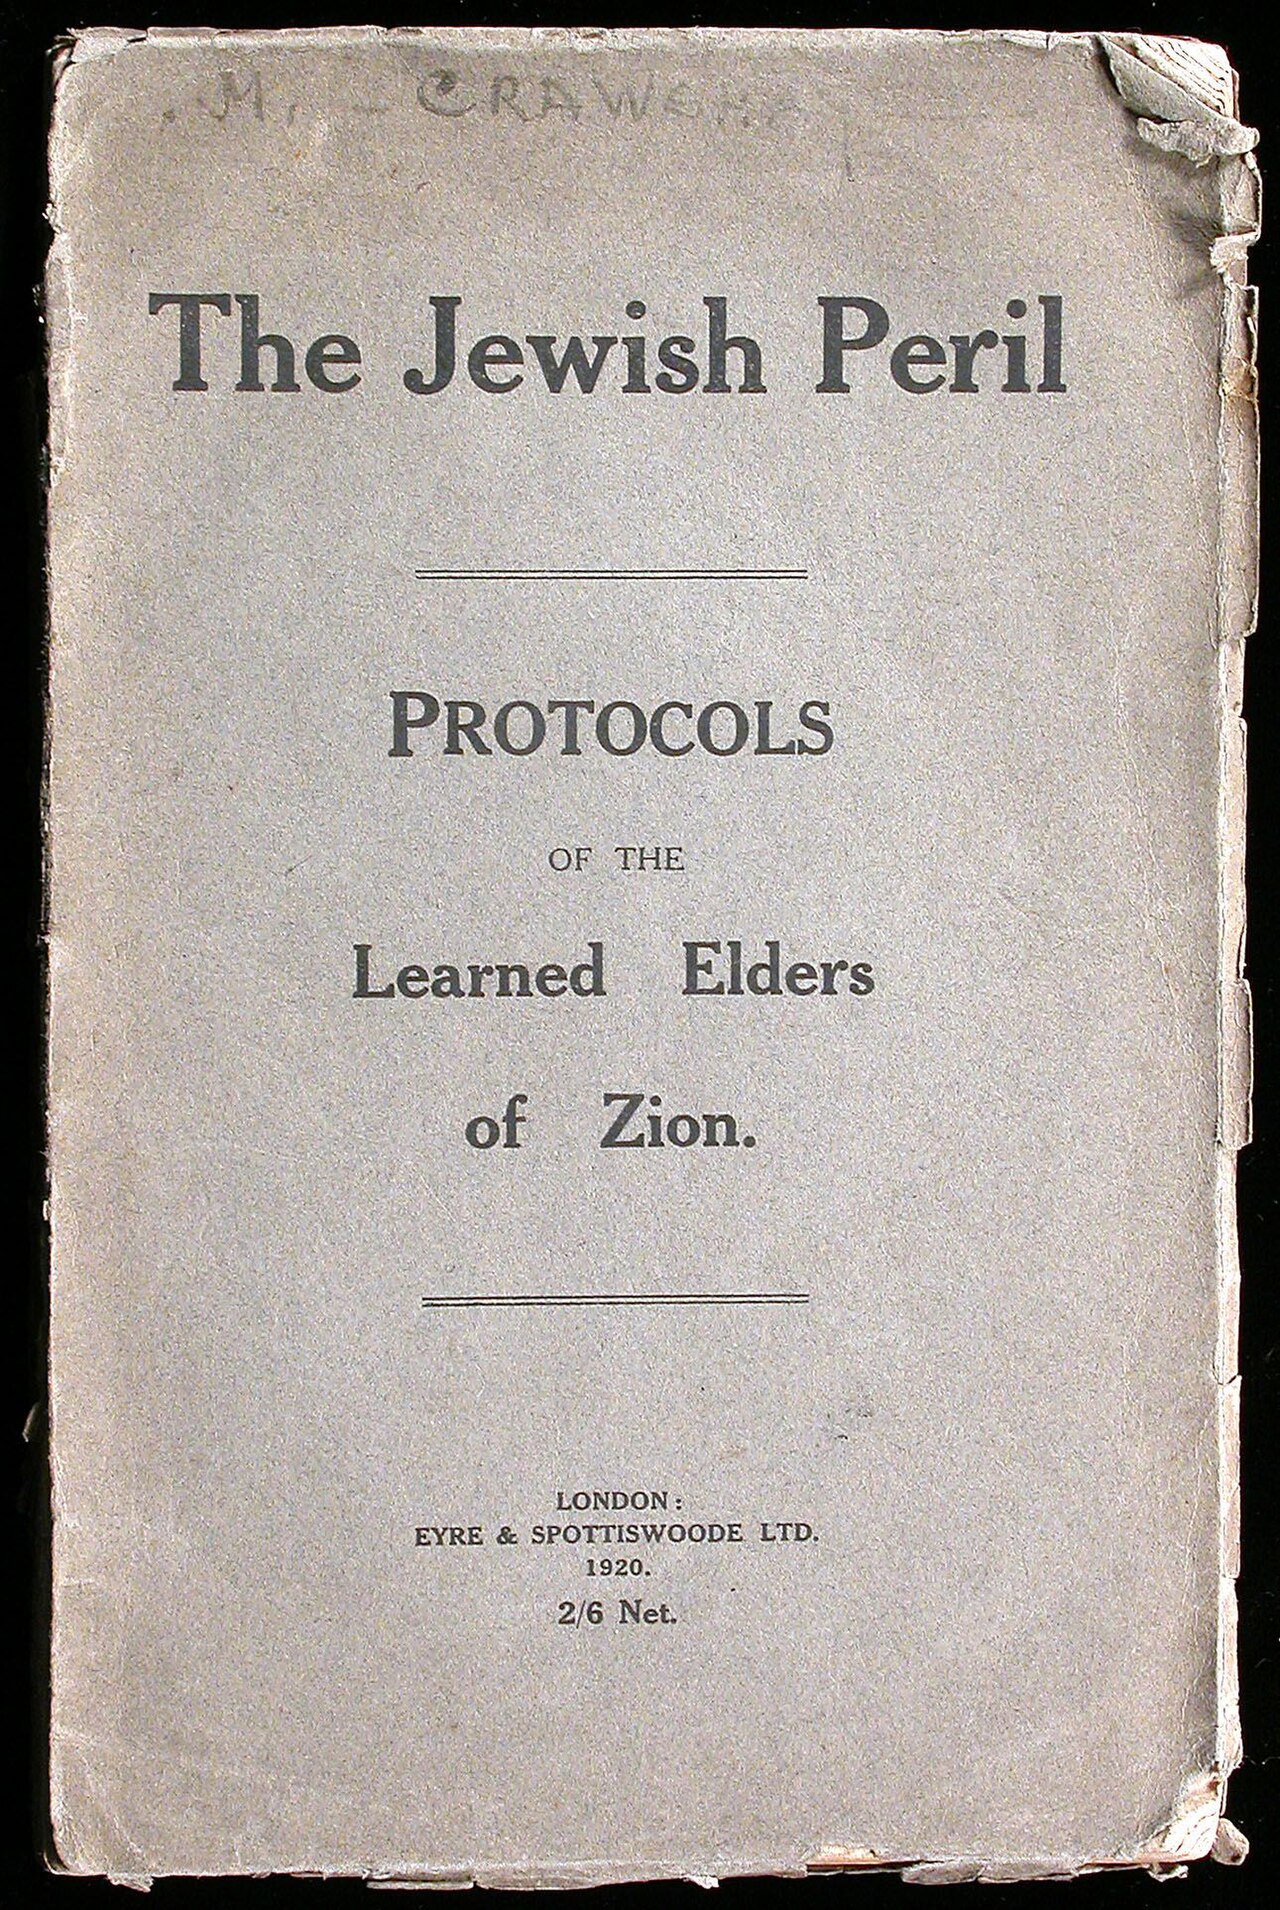 The Jewish Peril
PROTOCOLS
OF THE
Learned Elders
of Zion.
LONDON:
EYRE & SPOTTISWOODE LTD.
1920.
2/6 Net.